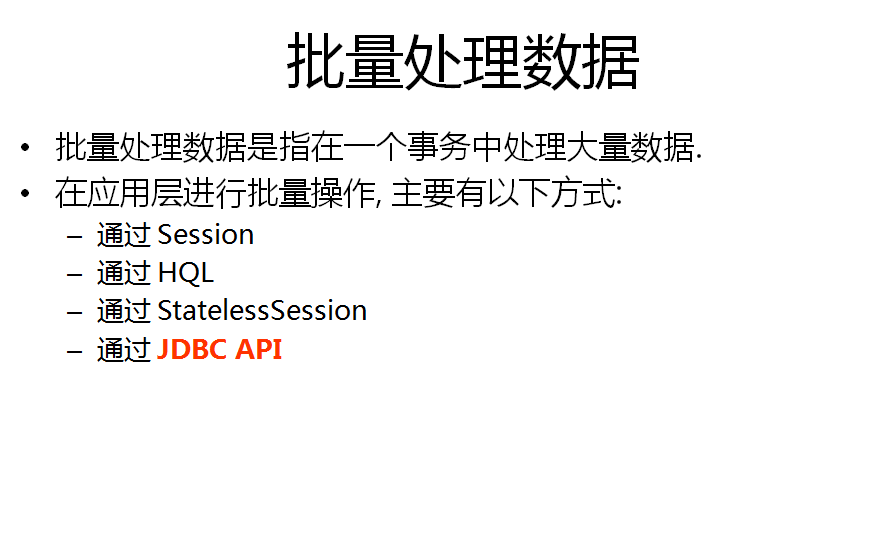 批量处理数据
• 批量处理数据是指在一个事务中处理大量数据.
• 在应用层进行批量操作, 主要有以下方式:
– 通过 Session
– 通过 HQL
– 通过 StatelessSession
– 通过 JDBC API